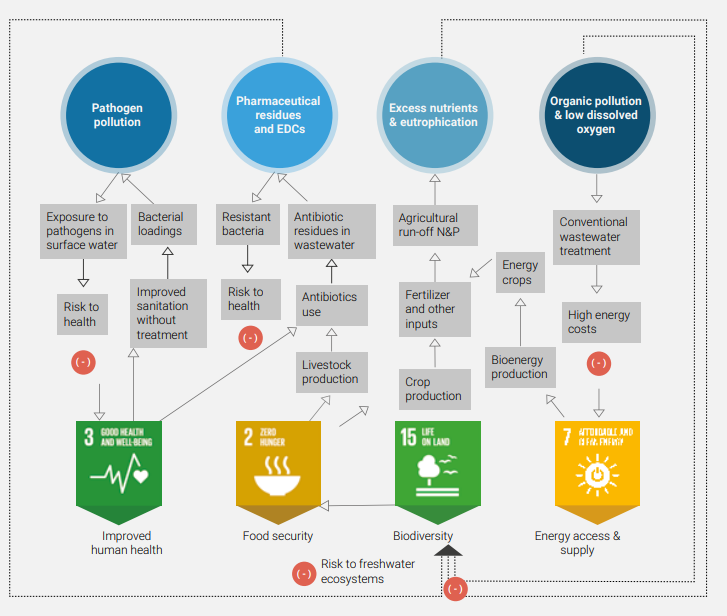 Pathogen
pollution
Pharmaceutical
residues
and EDCs
Excess nutrients
& eutrophication
Organic pollution
& low dissolved
oxygen
Exposure to
pathogens in
surface water
Bacterial
loadings
Resistant
bacteria
Antibiotic
residues in
wastewater
Agricultural
run-off N&P
Conventional
wastewater
treatment
Energy
crops
Risk to
health
Improved
sanitation
without
treatment
Risk to
health
Antibiotics
use
Fertilizer
and other
inputs
High energy
costs
(-)
(-)
(-)
Livestock
production
Crop
production
Bioenergy
production
3 GOOD HEALTH
AND WELL-BEING
2 ZERO
HUNGER
15 LIFE
ON LAND
7 AFFORDABLE AND
ENERGY
Improved
human health
Food security
Biodiversity
Energy access &
supply
(-) Risk to freshwater
ecosystems
(-)